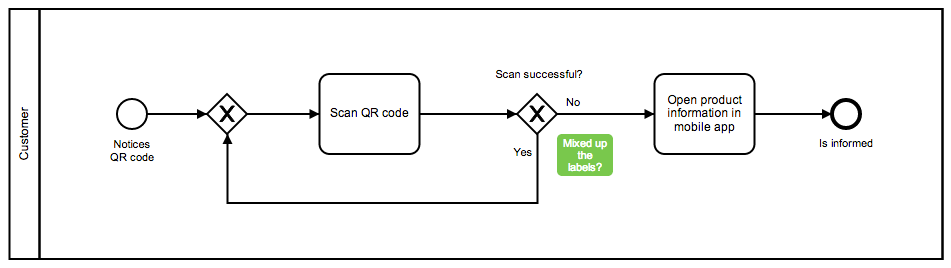 Customer
Notices
QR code
X
Scan QR code
Scan successful?
X
No
Yes
Mixed up
the
labels?
Open product
information in
mobile app
Is informed